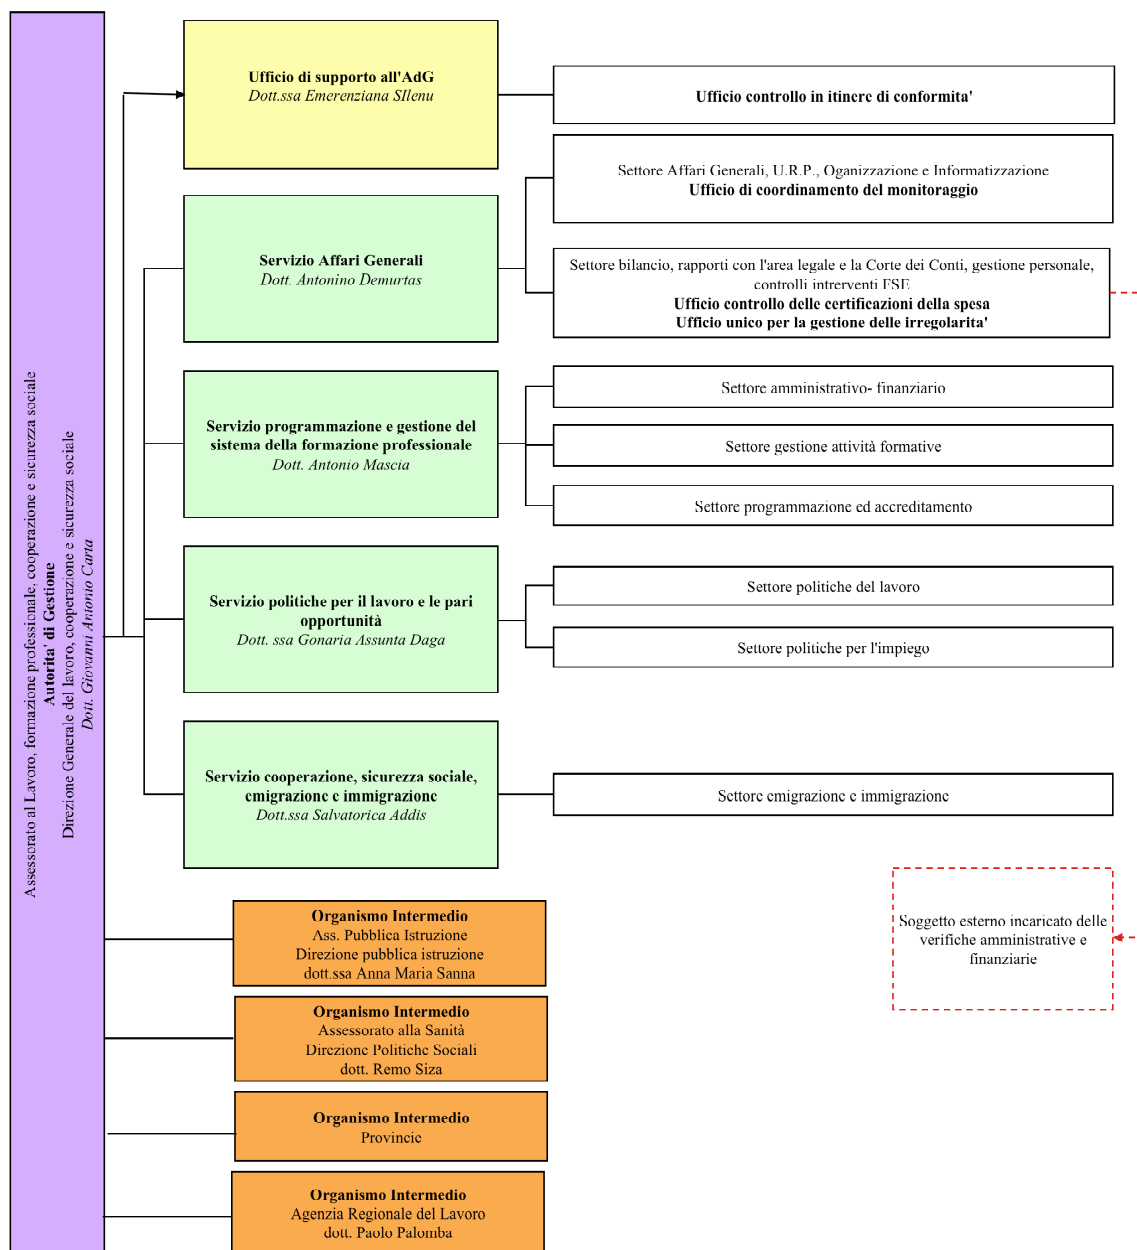 Assessorato al Lavoro, formazione professionale, cooperazione e sicurezza sociale
Autorita' di Gestione
Direzione Generale del lavoro, cooperazione e sicurezza sociale
Dott. Giovanni Antonio Carta
Ufficio di supporto all'AdG
Dott.ssa Emerenziana SIlenu
Ufficio controllo in itinere di conformita'
Servizio Affari Generali
Dott. Antonino Demurtas
Settore Affari Generali, U.R.P., Oganizzazione e Informatizzazione
Ufficio di coordinamento del monitoraggio
Settore bilancio, rapporti con l'area legale e la Corte dei Conti, gestione personale,
controlli intrerventi FSE
Ufficio controllo delle certificazioni della spesa
Ufficio unico per la gestione delle irregolarita'
Servizio programmazione e gestione del
sistema della formazione professionale
Dott. Antonio Mascia
Settore amministrativo- finanziario
Settore gestione attività formative
Settore programmazione ed accreditamento
Servizio politiche per il lavoro e le pari
opportunità
Dott. ssa Gonaria Assunta Daga
Settore politiche del lavoro
Settore politiche per l'impiego
Servizio cooperazione, sicurezza sociale,
emigrazione e immigrazione
Dott.ssa Salvatorica Addis
Settore emigrazione e immigrazione
Organismo Intermedio
Ass. Pubblica Istruzione
Direzione pubblica istruzione
dott.ssa Anna Maria Sanna
Soggetto esterno incaricato delle
verifiche amministrative e
finanziarie
Organismo Intermedio
Assessorato alla Sanità
Direzione Politiche Sociali
dott. Remo Siza
Organismo Intermedio
Provincie
Organismo Intermedio
Agenzia Regionale del Lavoro
dott. Paolo Palomba